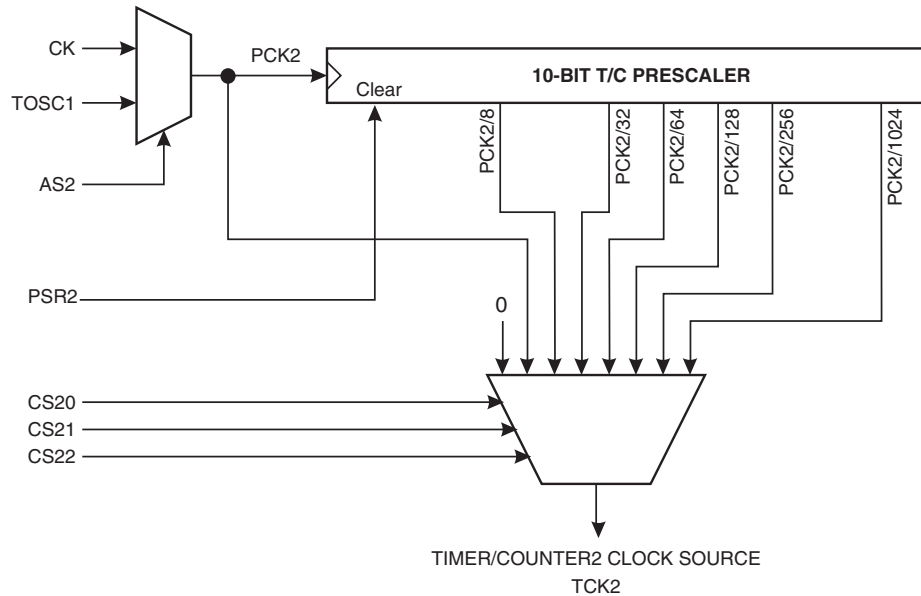 CK
PCK2
10-BIT T/C PRESCALER
Clear
TOSC1
PCK2/8
PCK2/32
PCK2/64
PCK2/128
PCK2/256
PCK2/1024
AS2
PSR2
0
CS20
CS21
CS22
TIMER/COUNTER2 CLOCK SOURCE
TCK2